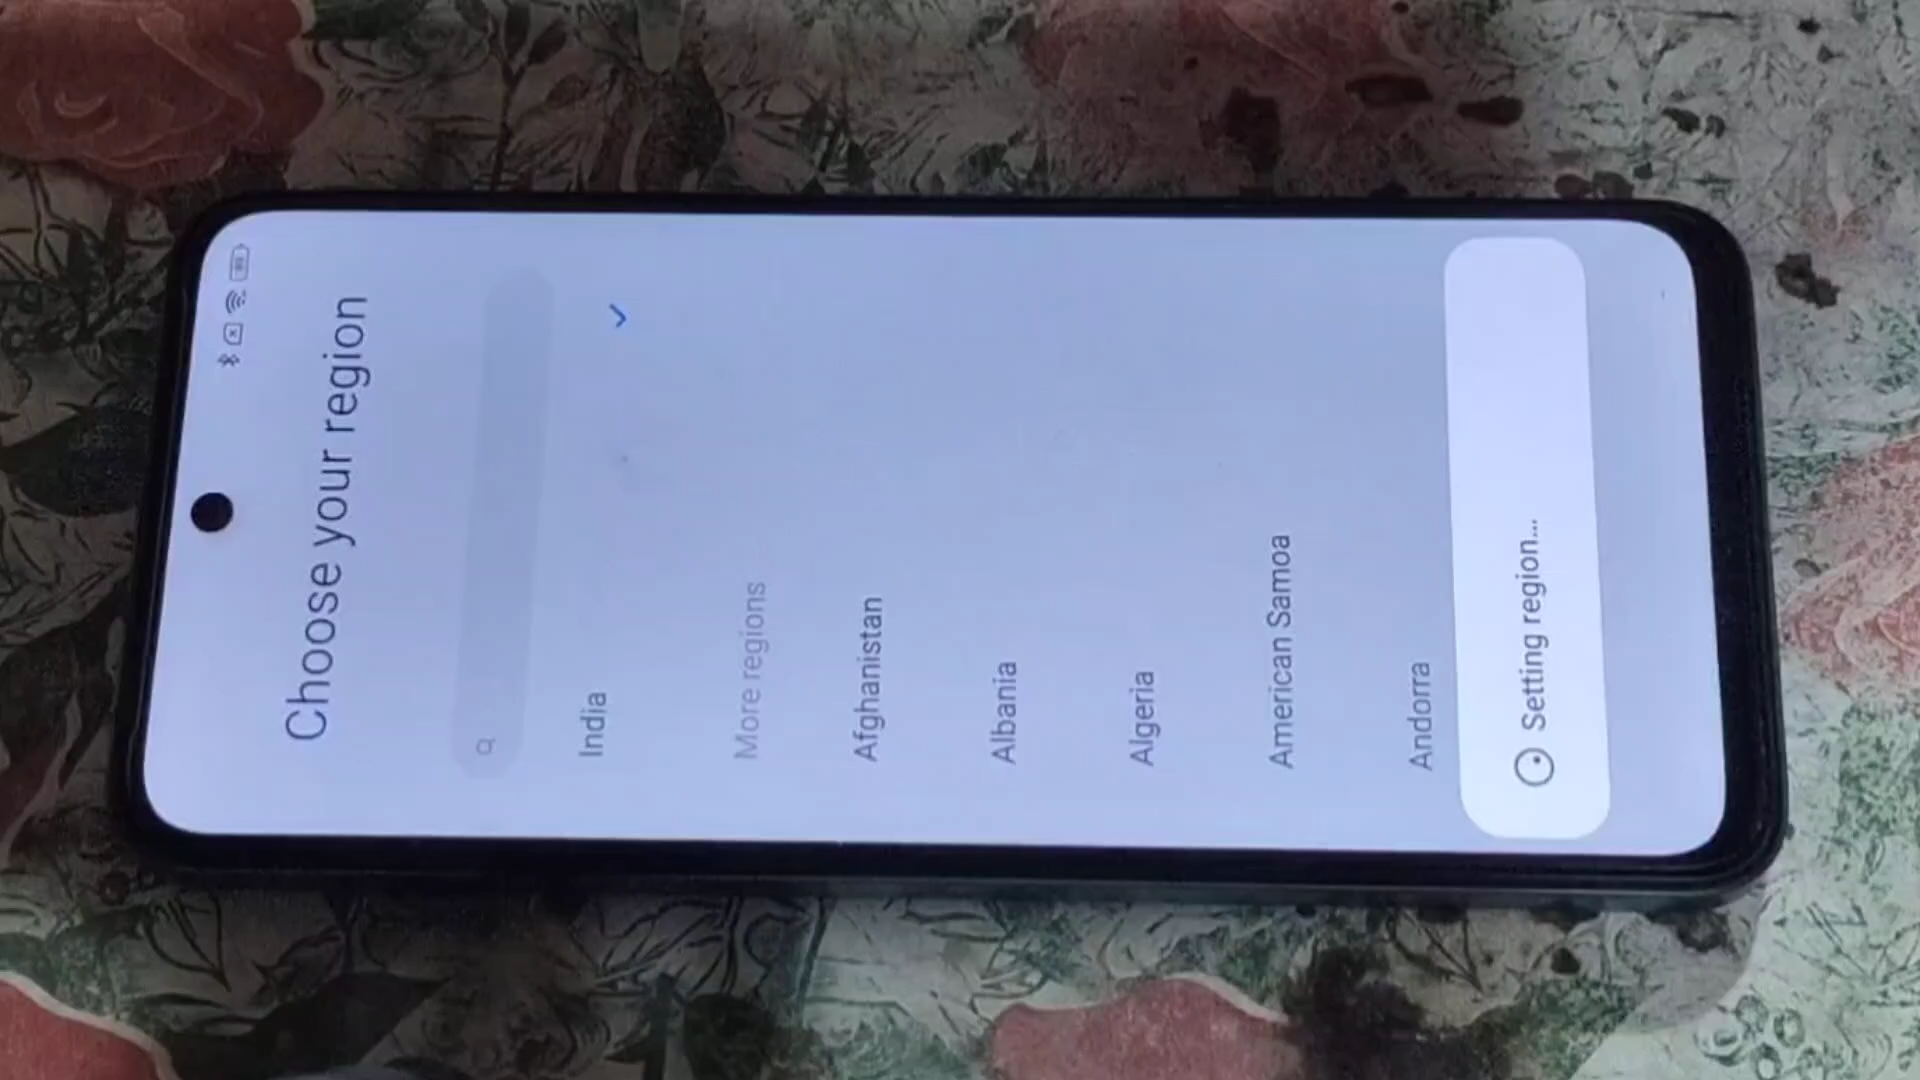 Choose your region
India
More regions
Afghanistan
Albania
Algeria
American Samoa
Andorra
Setting region...